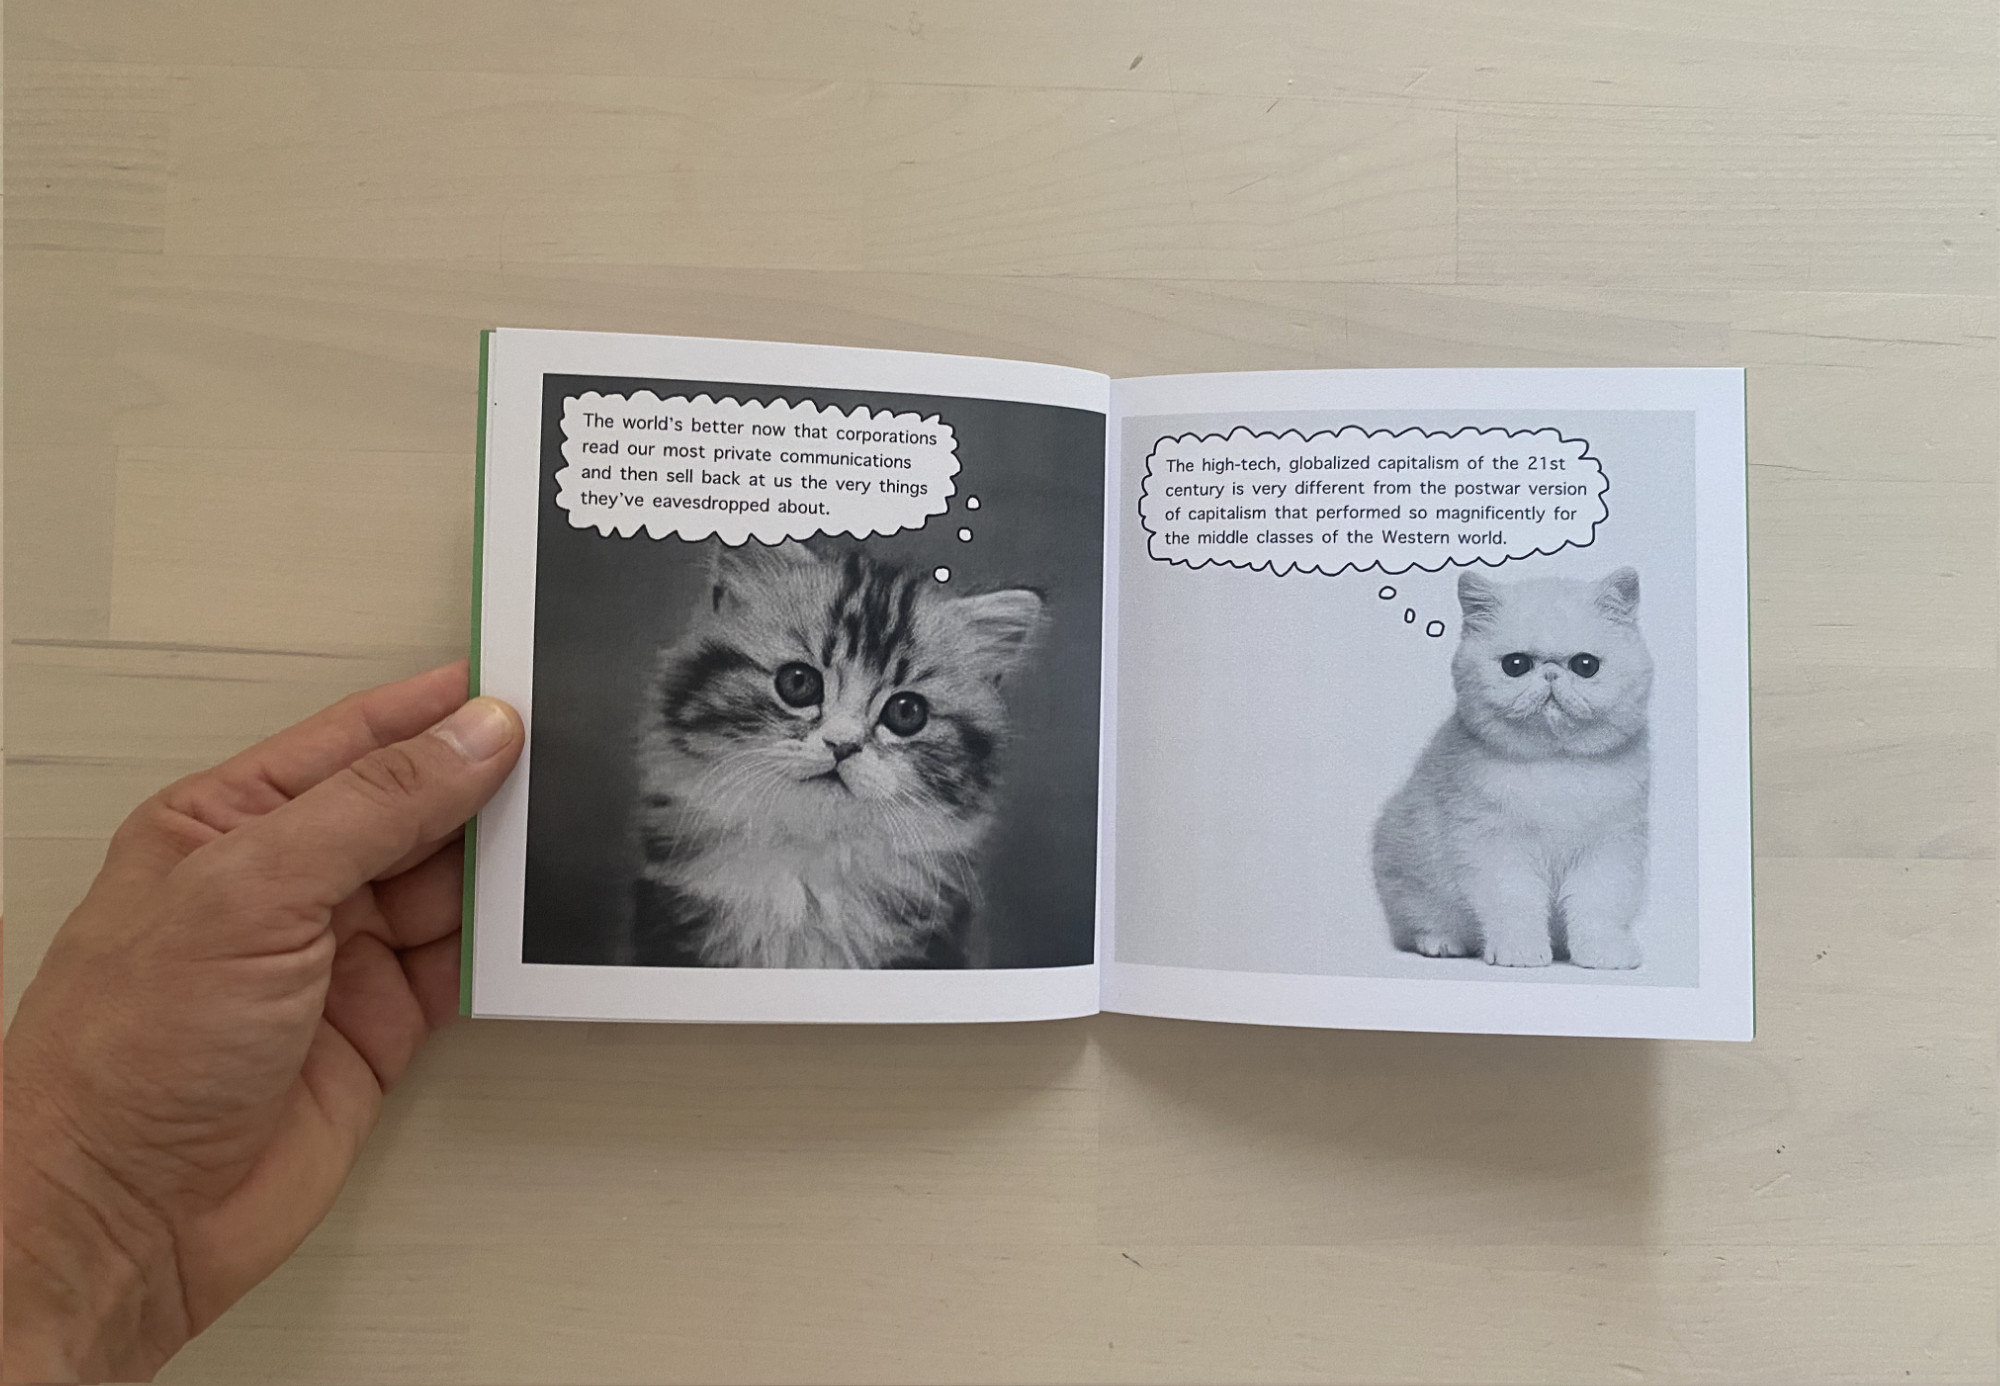 The world's better now that corporations
read our most private communications
and then sell back at us the very things
they've eavesdropped about.
The high-tech, globalized capitalism of the 21st
century is very different from the postwar version
of capitalism that performed so magnificently for
the middle classes of the Western world.